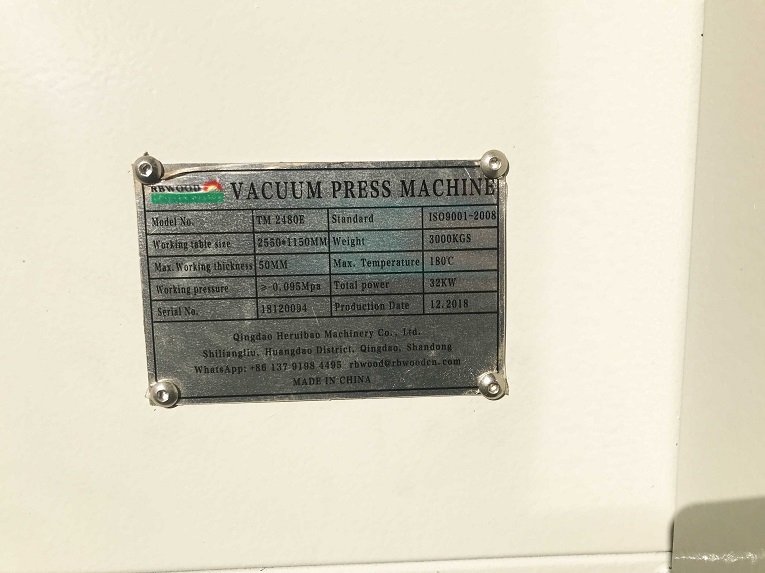 RBWOOD VACUUM PRESS MACHINE
Model No. TM 2480E Standard ISO9001-2008
Working table size 2550*1150MM Weight 3000KGS
Max. Working thickness 50MM Max. Temperature 180℃
Working pressure ≥ 0.095Mpa Total power 32KW
Serial No. 18120094 Production Date 12.2018
Qingdao Heruibao Machinery Co., Ltd.
Shiliangliu, Huangdao District, Qingdao, Shandong
WhatsApp: +86 137 9198 4495 rbwood@rbwoodcn.com
MADE IN CHINA